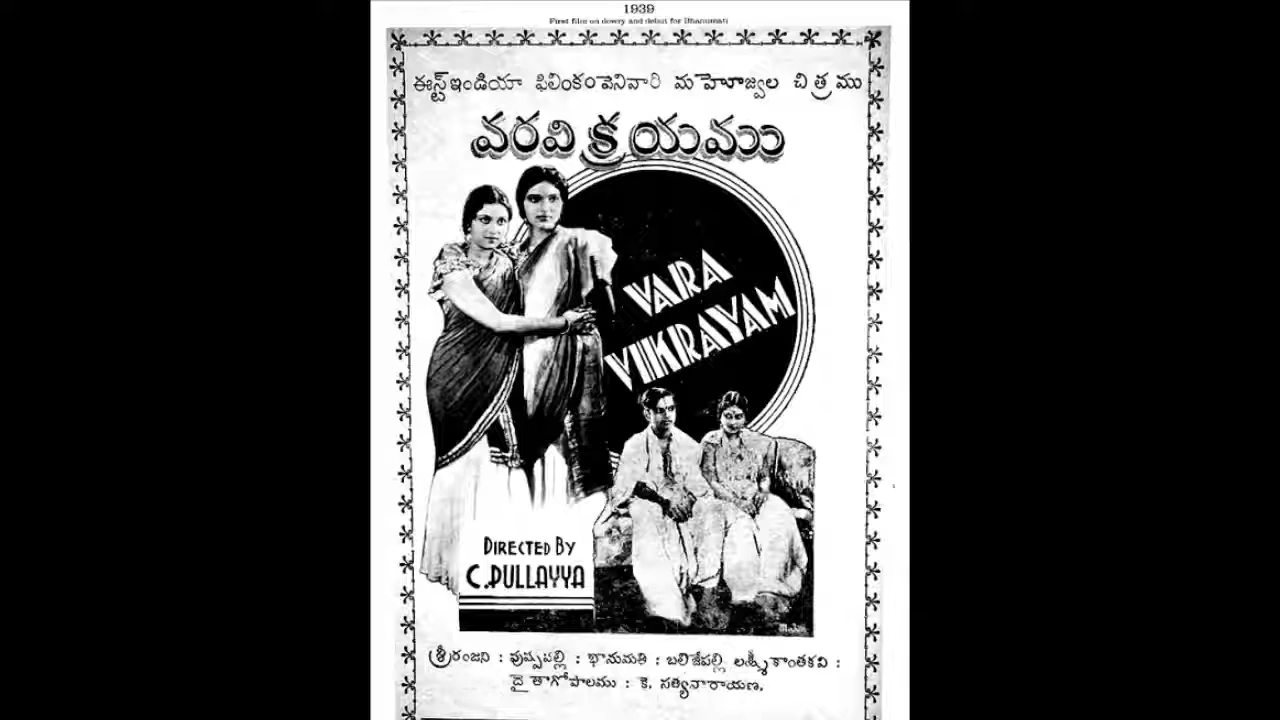 1939
First film on dowry and debut for Bhanumati
ఈస్ట్ ఇండియా ఫిలింకంపెనివారి మహోజ్వల చిత్రము
వరవిక్రయము
VARA
VIKRAYAM
DIRECTED BY
C.PULLAYYA
శ్రీరంజని : పుష్పవల్లి : భానుమతి : బలిజేపల్లి లక్ష్మీకాంతకవి :
దైతాగోపాలము : కె. సత్యనారాయణ.